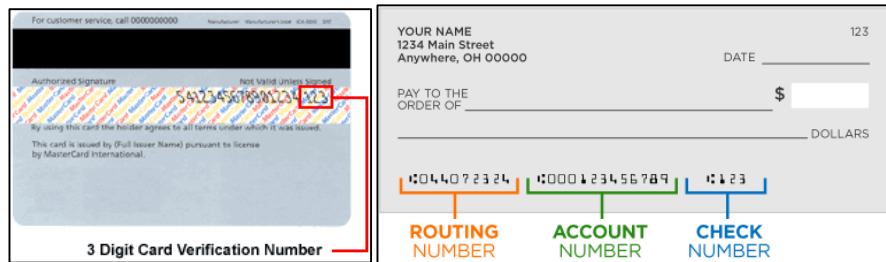 For customer service, call 0000000000
Authorized Signature Not Valid Unless Signed
5412345678901234 123
By using this card the holder agrees to all terms under which it was issued.
This card is issued by (Full Issuer Name) pursuant to license
by MasterCard International.
3 Digit Card Verification Number
YOUR NAME 123
1234 Main Street
Anywhere, OH 00000
DATE
PAY TO THE
ORDER OF $
DOLLARS
⑆044072324 ⑆000123456789 ⑆123
ROUTING ACCOUNT CHECK
NUMBER NUMBER NUMBER